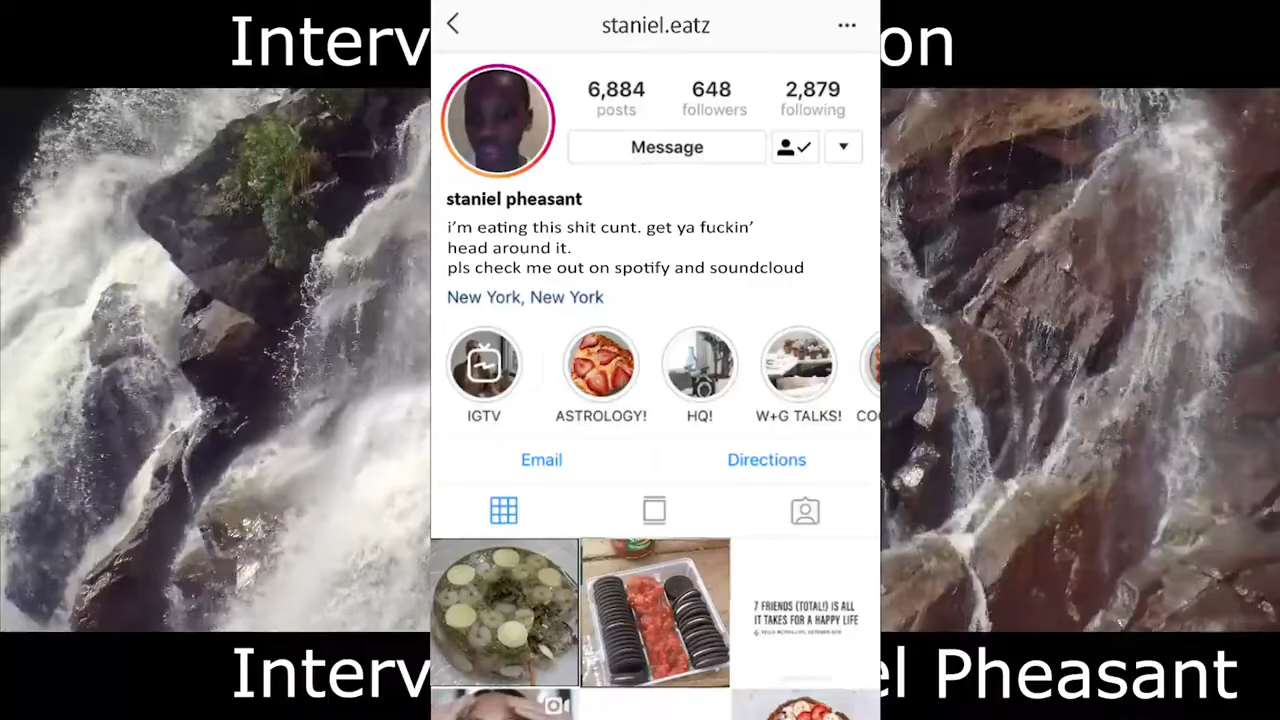 Interv
on
staniel.eatz
6,884
648
2,879
posts
followers
following
Message
staniel pheasant
i'm eating this shit cunt. get ya fuckin'
head around it.
pls check me out on spotify and soundcloud
New York, New York
IGTV
ASTROLOGY!
HQ!
W+G TALKS!
COO
Email
Directions
7 FRIENDS (TOTAL!) IS ALL
IT TAKES FOR A HAPPY LIFE
Interv
el Pheasant